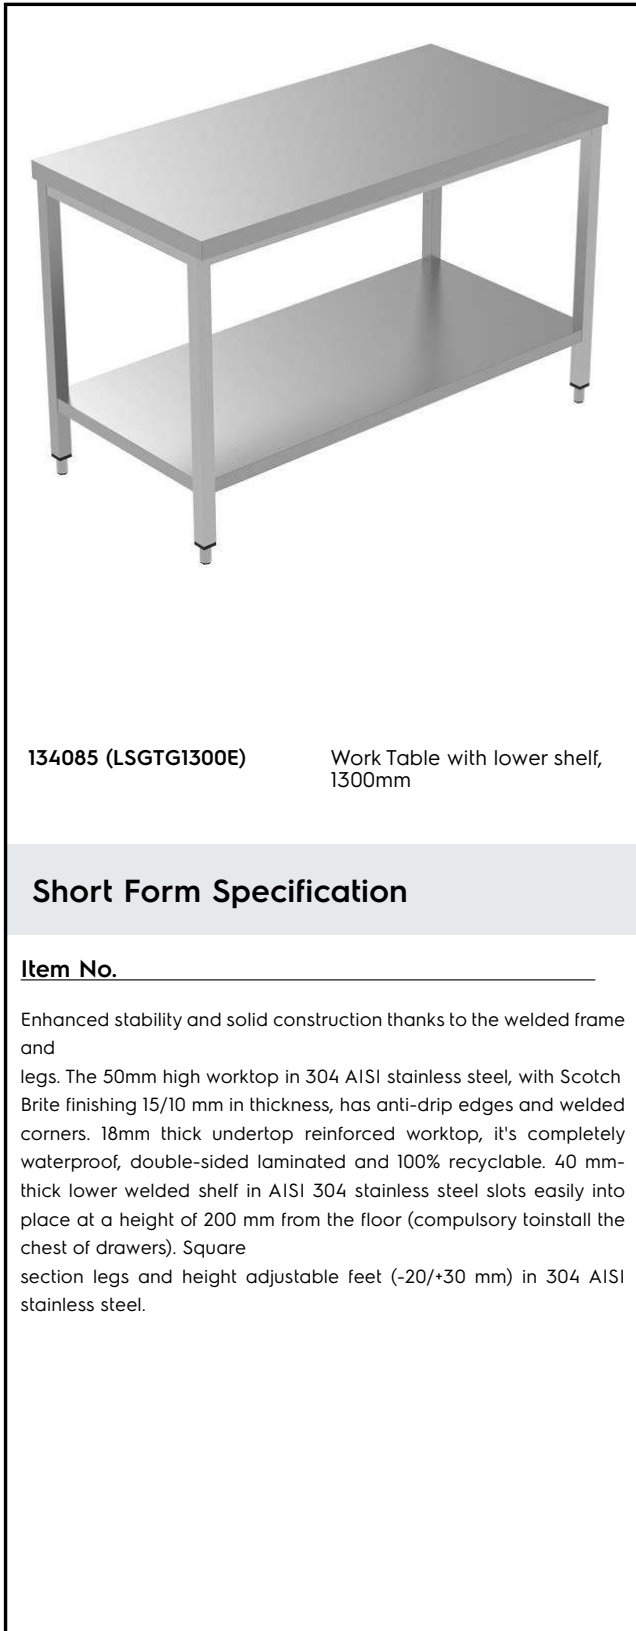 134085 (LSGTG1300E)
Work Table with lower shelf,
1300mm
Short Form Specification
Item No.
Enhanced stability and solid construction thanks to the welded frame
and
legs. The 50mm high worktop in 304 AISI stainless steel, with Scotch
Brite finishing 15/10 mm in thickness, has anti-drip edges and welded
corners. 18mm thick undertop reinforced worktop, it's completely
waterproof, double-sided laminated and 100% recyclable. 40 mm-
thick lower welded shelf in AISI 304 stainless steel slots easily into
place at a height of 200 mm from the floor (compulsory toinstall the
chest of drawers). Square
section legs and height adjustable feet (-20/+30 mm) in 304 AISI
stainless steel.